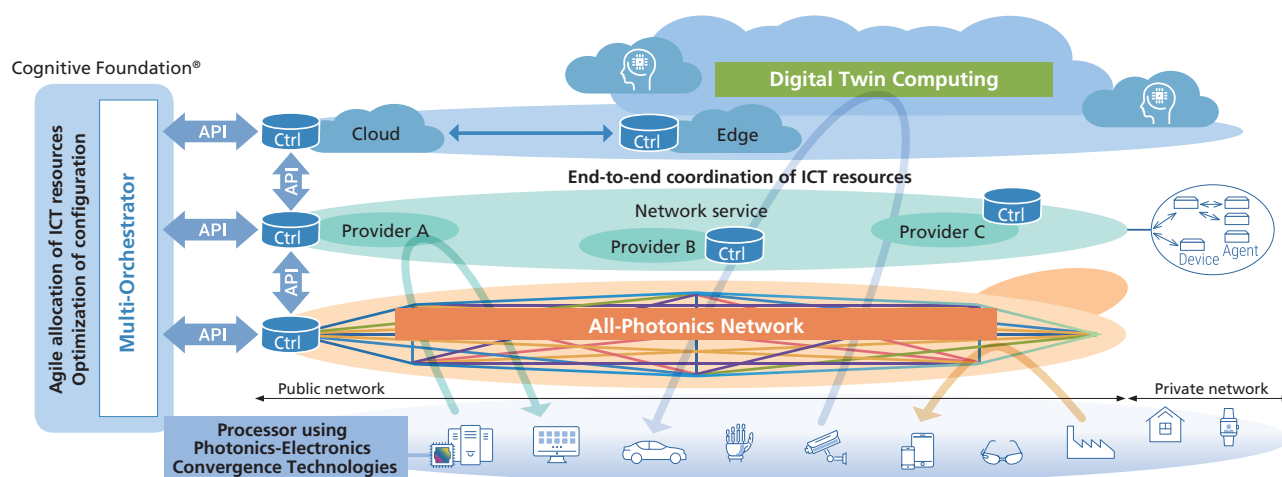 Cognitive Foundation®
Agile allocation of ICT resources
Optimization of configuration
Multi-Orchestrator
Digital Twin Computing
API
Ctrl
Cloud
Ctrl
Edge
API
End-to-end coordination of ICT resources
Network service
API
Ctrl
Provider A
Provider B
Ctrl
Provider C
Ctrl
Device
Agent
API
API
Ctrl
All-Photonics Network
Public network
Private network
Processor using
Photonics-Electronics
Convergence Technologies